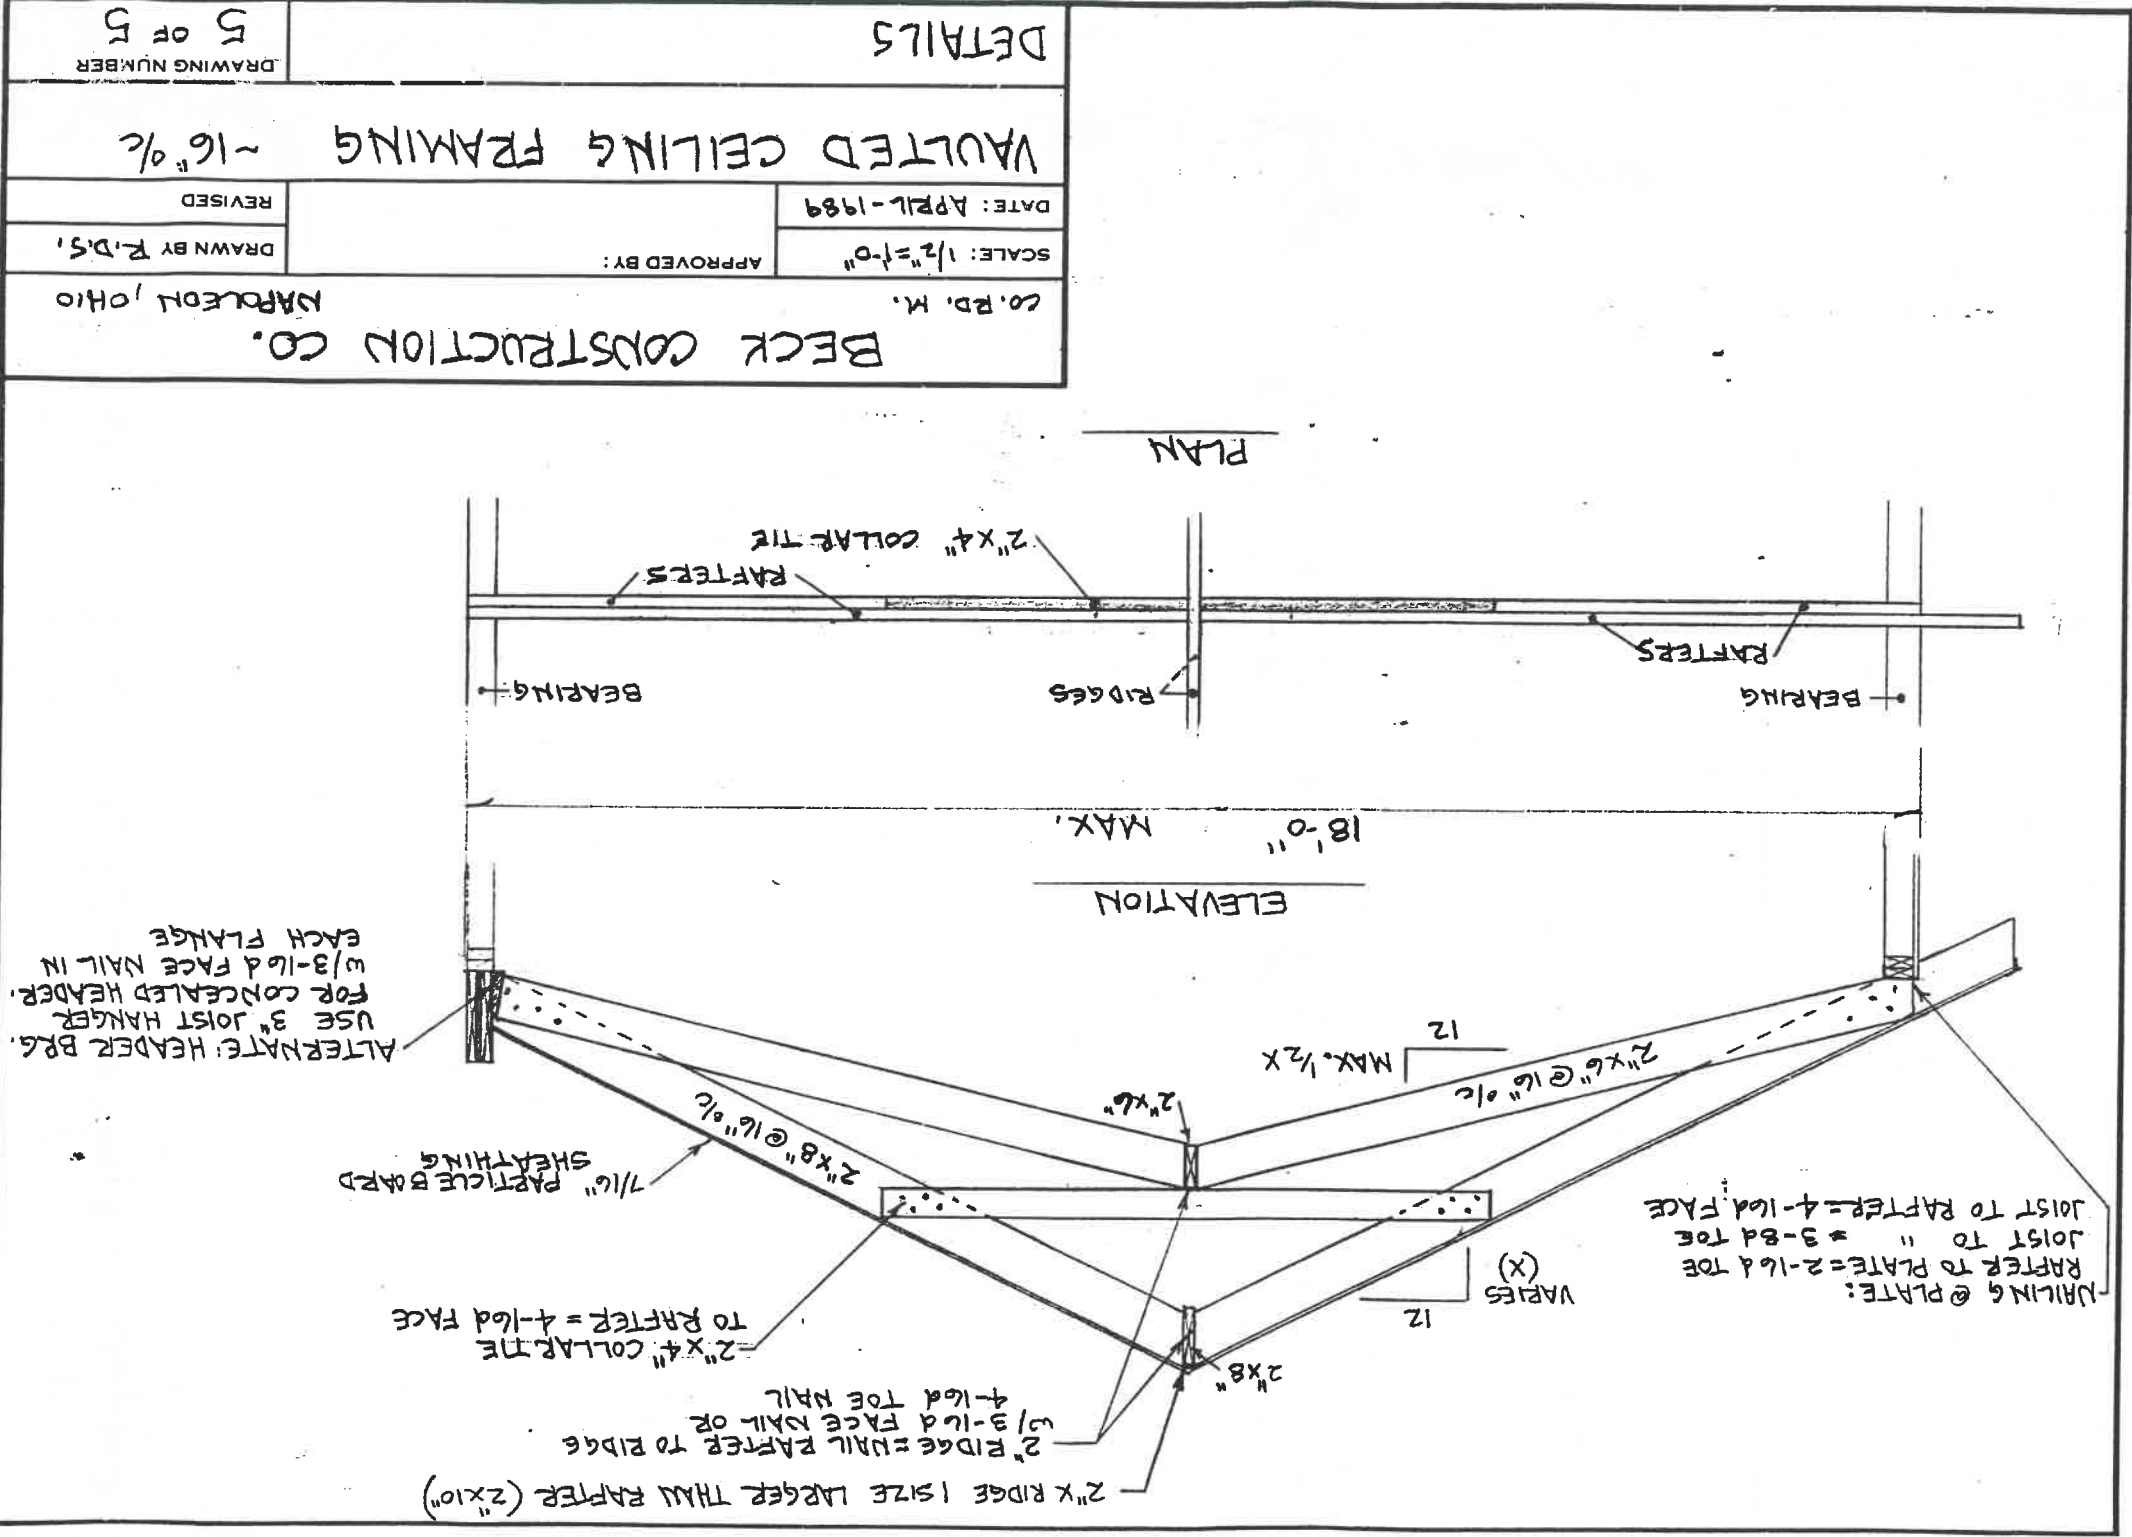 2"X RIDGE 1 SIZE LARGER THAN RAFTER (2"X10")
2" RIDGE = NAIL RAFTER TO RIDGE
W/3-16d FACE NAIL OR
4-16d TOE NAIL
2"X8"
2"X4" COLLAR TIE
TO RAFTER = 4-16d FACE
NAILING @ PLATE:
RAFTER TO PLATE = 2-16d TOE
JOIST TO " = 3-8d TOE
JOIST TO RAFTER = 4-16d FACE
12
VARIES
(X)
7/16" PARTICLE BOARD
SHEATHING
2"X8" @ 16" o/c
2"X6"
2"X6" @ 16" o/c
MAX. 1/2 X
12
ALTERNATE: HEADER BRG.
USE 3" JOIST HANGER
FOR CONCEALED HEADER.
W/3-16d FACE NAIL IN
EACH FLANGE
ELEVATION
18'-0" MAX.
BEARING
RIDGES
BEARING
RAFTERS
RAFTERS
2"X4" COLLAR TIE
PLAN
BECK CONSTRUCTION CO.
CO. RD. M.
NAPOLEON, OHIO
SCALE: 1/2"=1'-0"
APPROVED BY:
DRAWN BY R.D.S.
DATE: APRIL-1989
REVISED
VAULTED CEILING FRAMING ~16" o/c
DETAILS
DRAWING NUMBER
5 OF 5